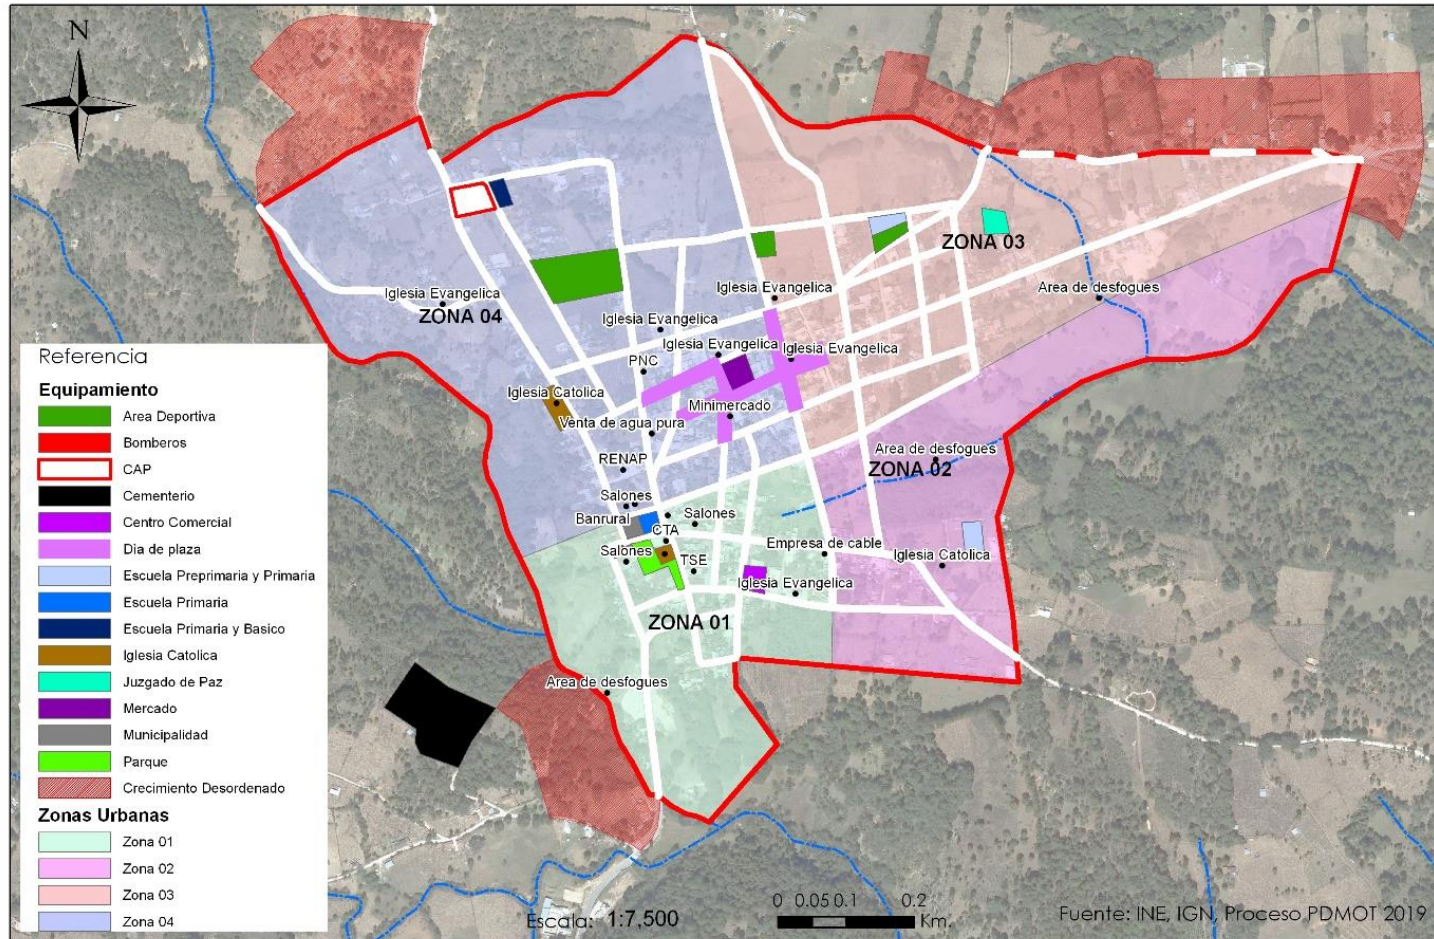 N
ZONA 03
Iglesia Evangelica
Area de desfogues
Iglesia Evangelica
ZONA 04
Iglesia Evangelica
Iglesia Evangelica
Iglesia Evangelica
PNC
Iglesia Catolica
Minimercado
Venta de agua pura
Area de desfogues
ZONA 02
RENAP
Salones
Banrural
Salones
CTA
Salones
TSE
Empresa de cable
Iglesia Catolica
Iglesia Evangelica
ZONA 01
Area de desfogues
Referencia
Equipamiento
Area Deportiva
Bomberos
CAP
Cementerio
Centro Comercial
Dia de plaza
Escuela Preprimaria y Primaria
Escuela Primaria
Escuela Primaria y Basico
Iglesia Catolica
Juzgado de Paz
Mercado
Municipalidad
Parque
Crecimiento Desordenado
Zonas Urbanas
Zona 01
Zona 02
Zona 03
Zona 04
Escala: 1:7,500
0 0.05 0.1 0.2
Km.
Fuente: INE, IGN, Proceso PDMOT 2019